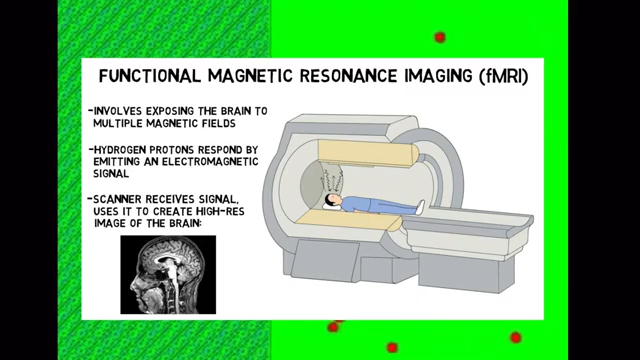 FUNCTIONAL MAGNETIC RESONANCE IMAGING (fMRI)
-INVOLVES EXPOSING THE BRAIN TO
MULTIPLE MAGNETIC FIELDS
-HYDROGEN PROTONS RESPOND BY
EMITTING AN ELECTROMAGNETIC
SIGNAL
-SCANNER RECEIVES SIGNAL,
USES IT TO CREATE HIGH-RES
IMAGE OF THE BRAIN: